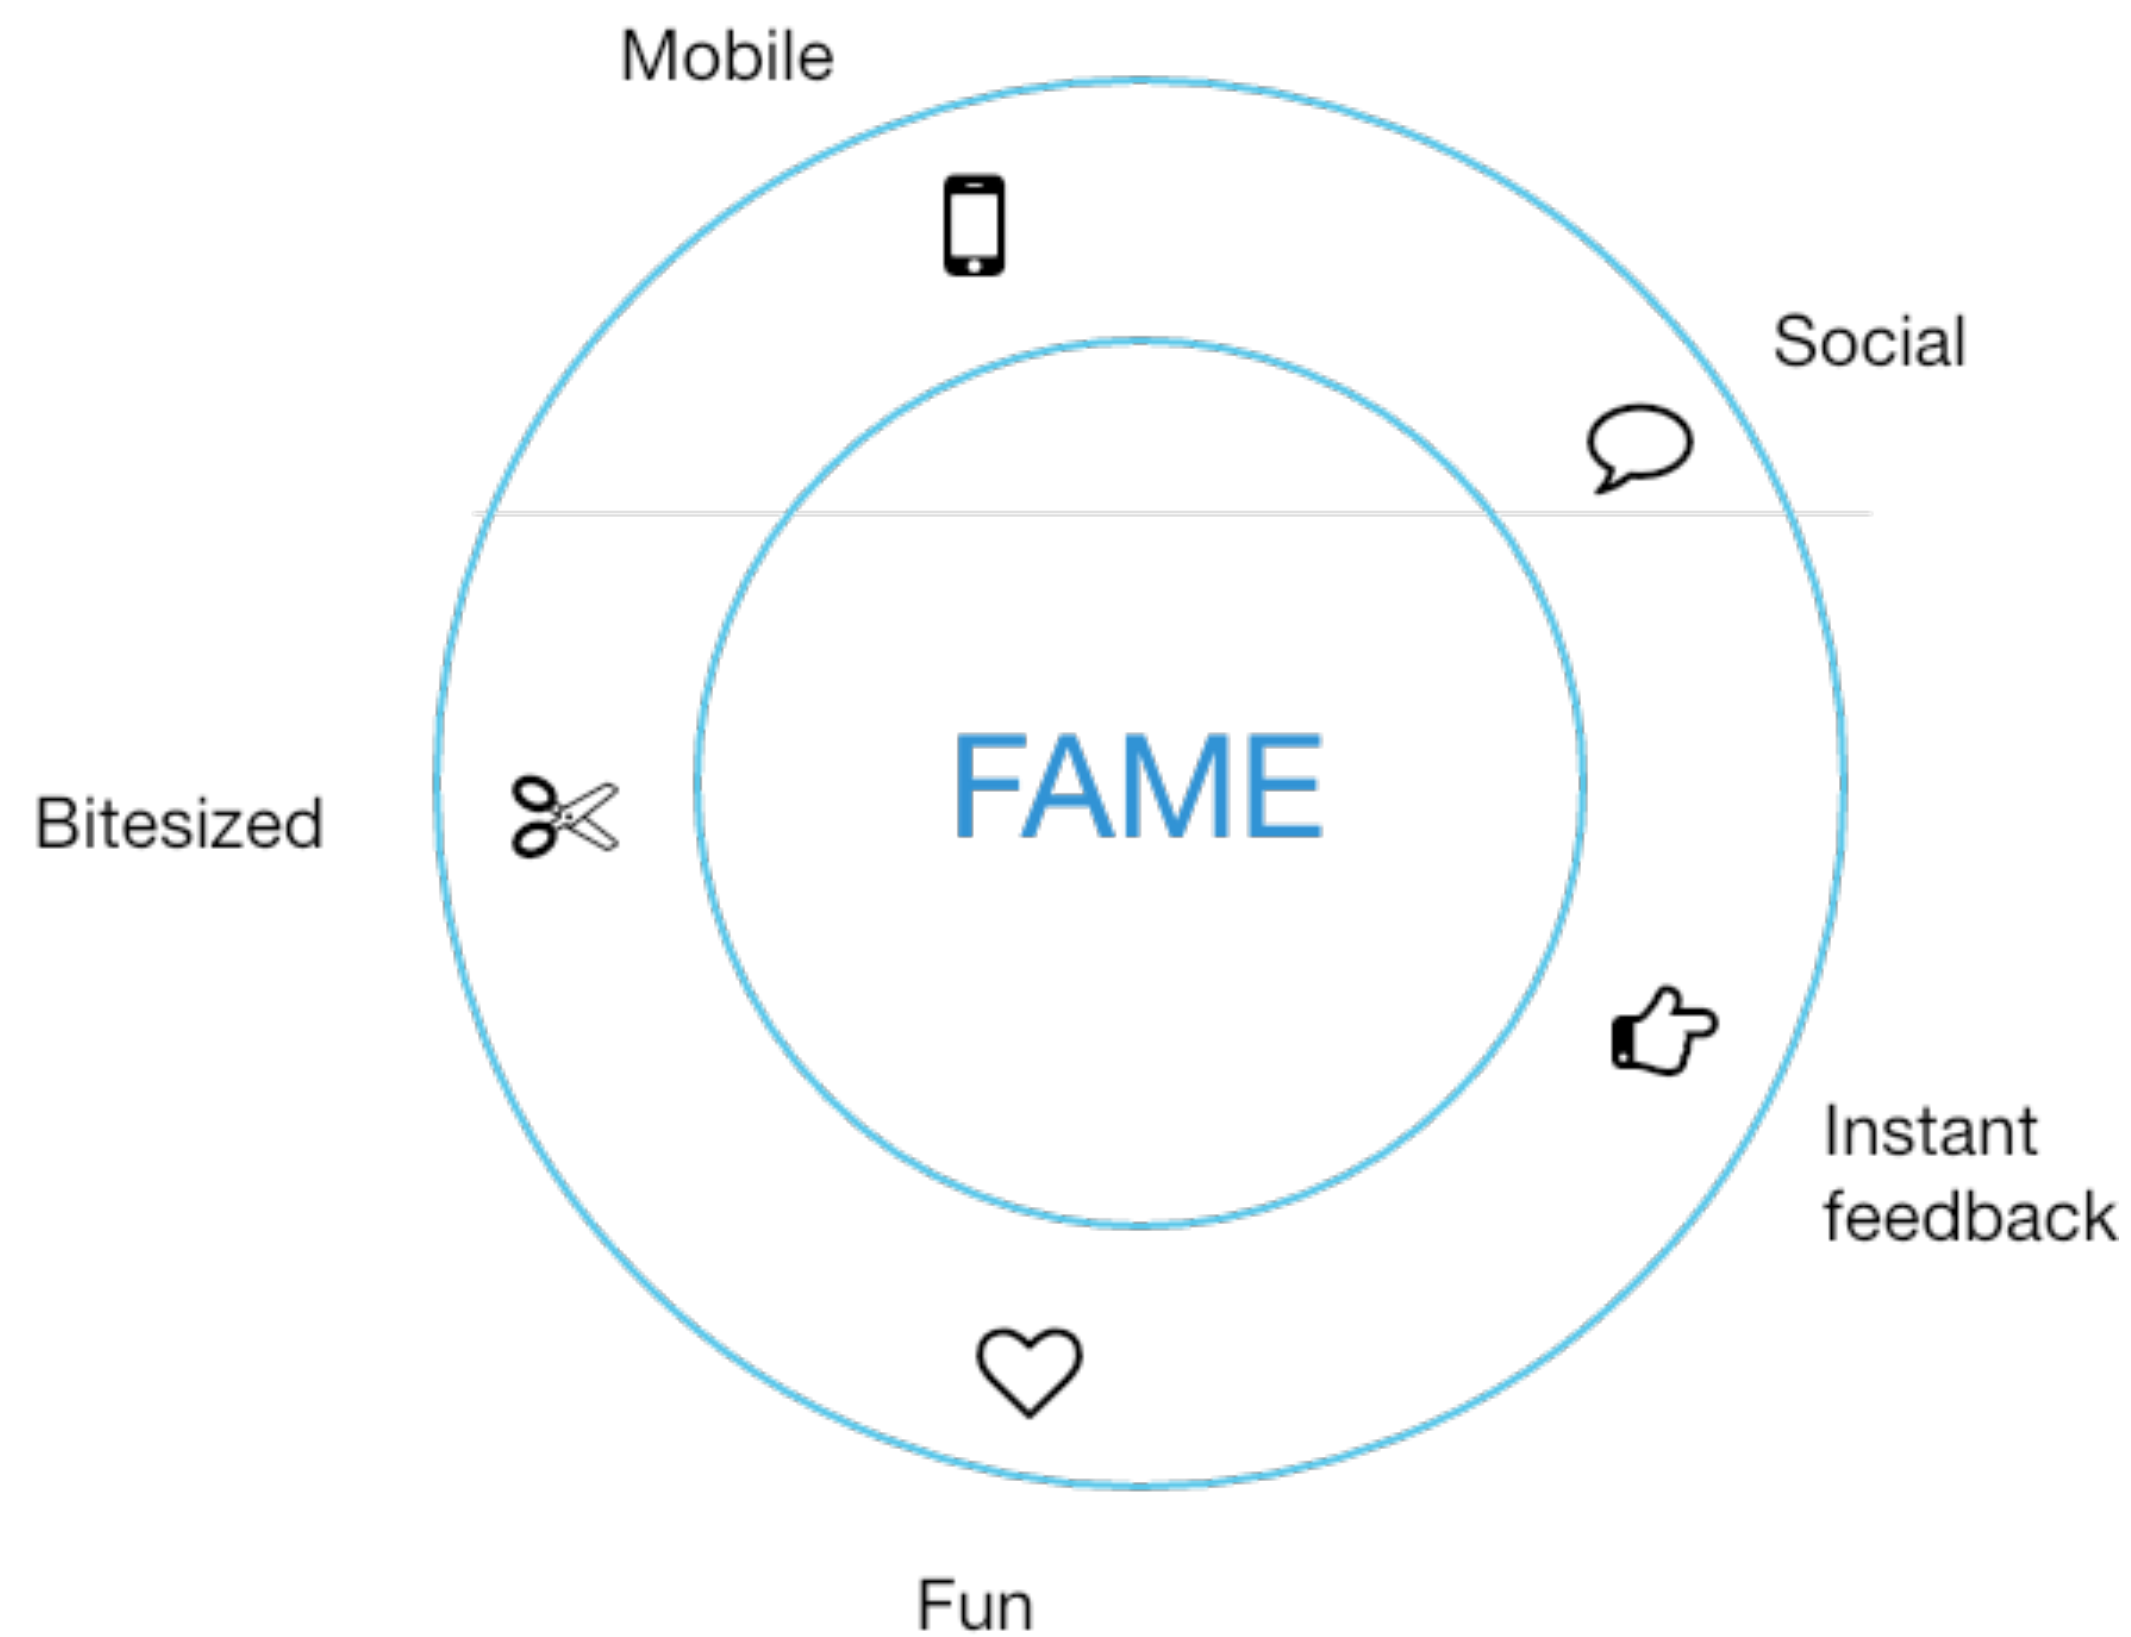 Mobile
Social
FAME
Bitesized
Instant
feedback
Fun